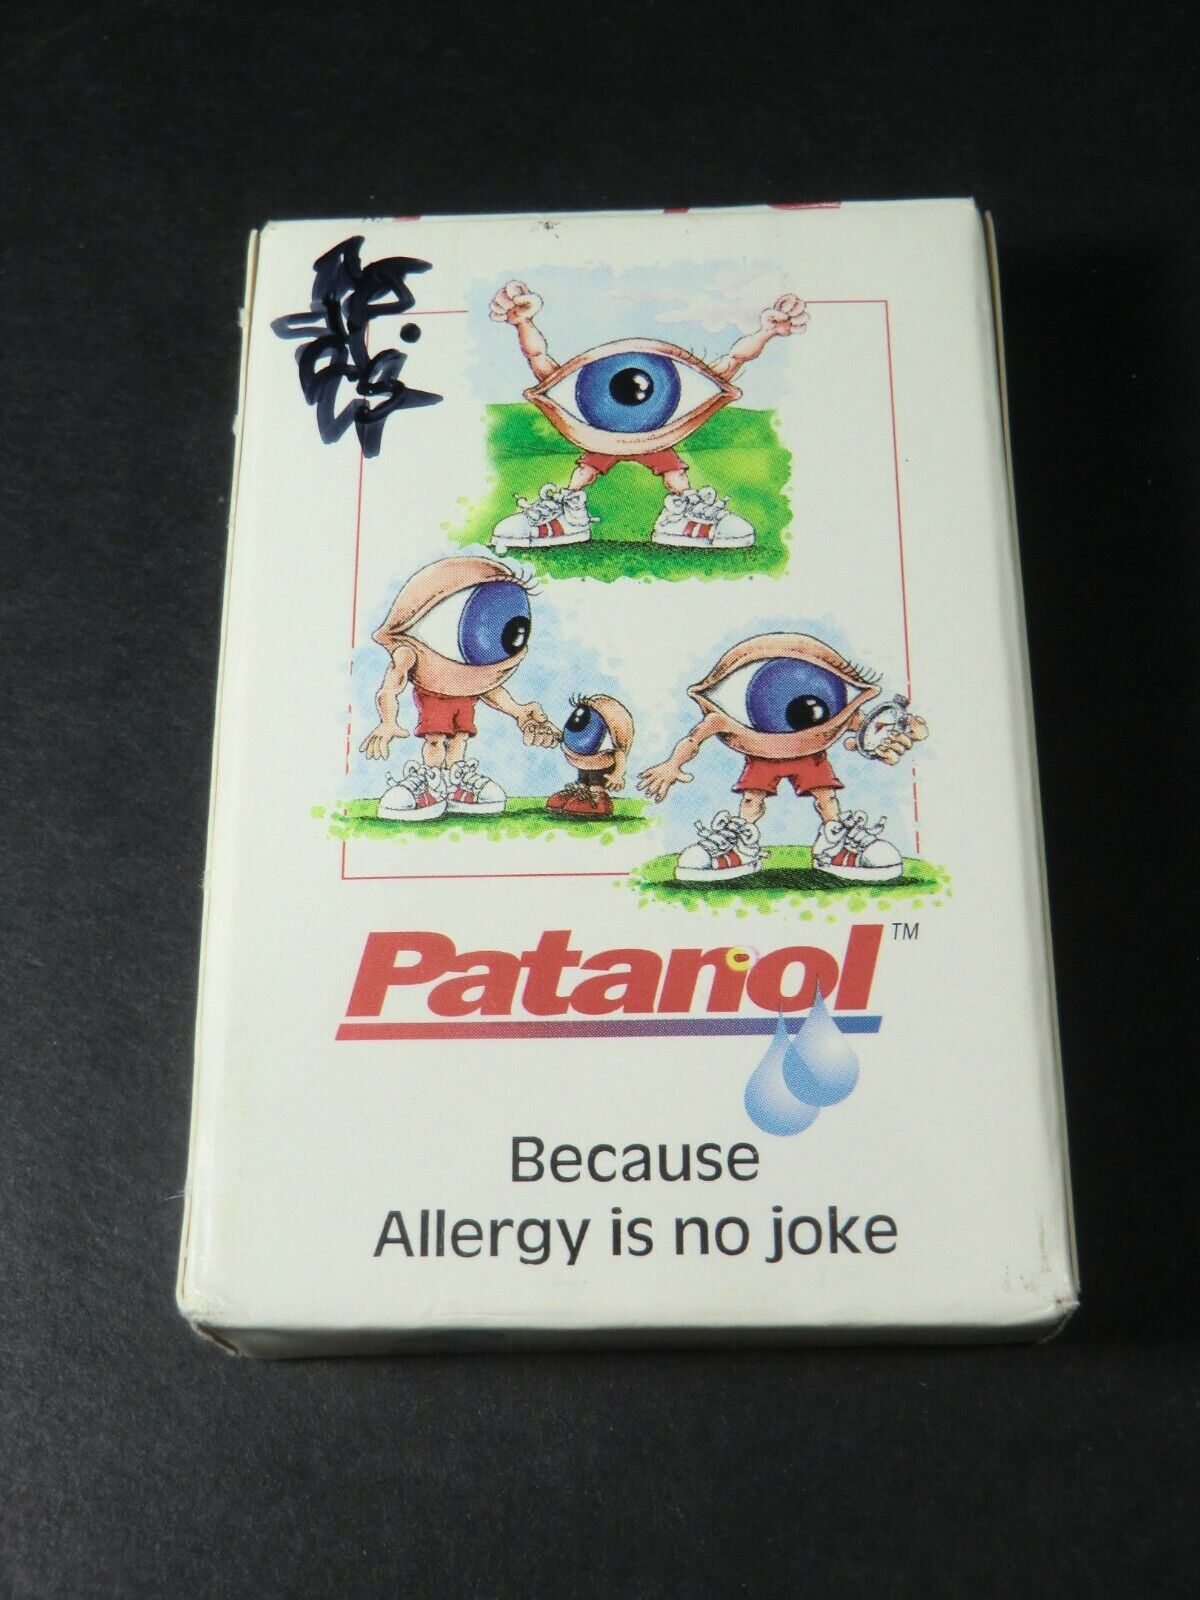 Patanol™
Because
Allergy is no joke